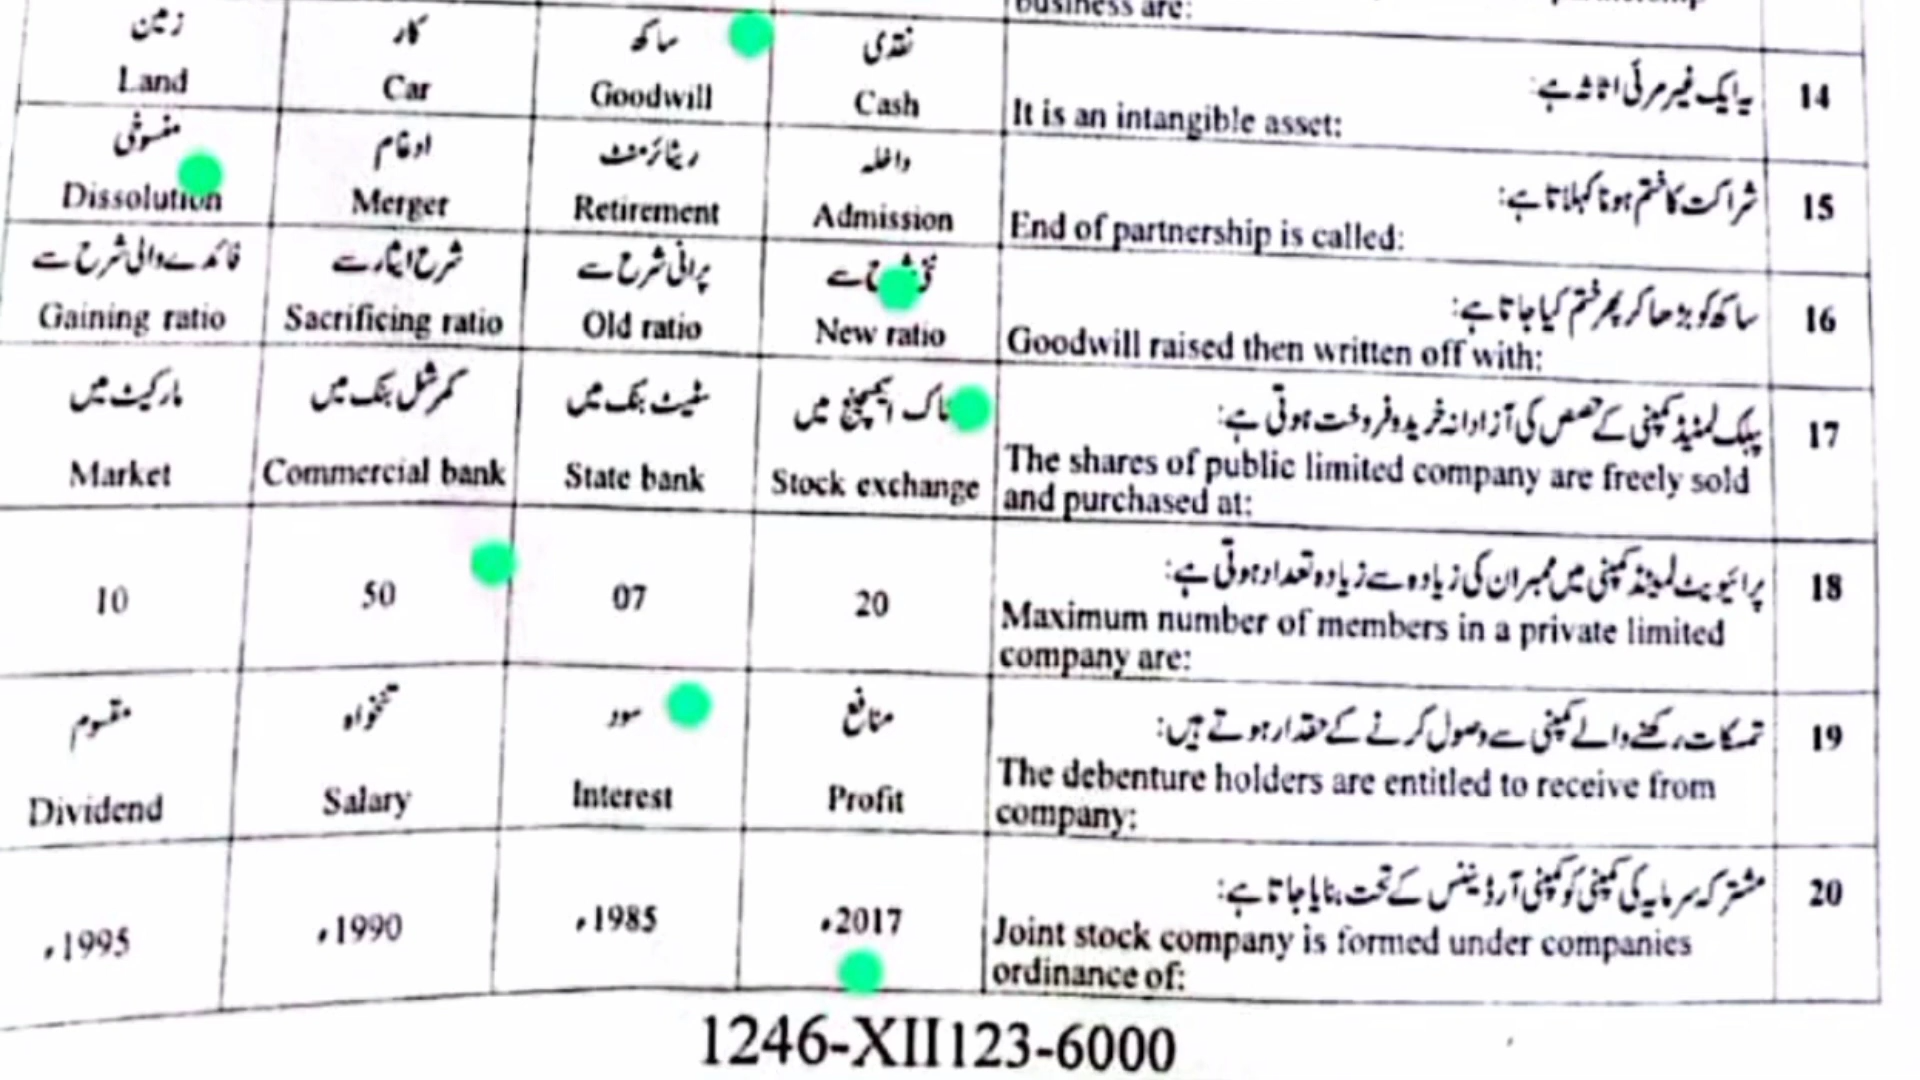 business are:
زمین
کار
ساکھ
نقدی
Land
Car
Goodwill
Cash
یہ ایک غیر مرئی اثاثہ ہے:
It is an intangible asset:
14
منسوخی
ادغام
ریٹائرمنٹ
داخلہ
Dissolution
Merger
Retirement
Admission
شراکت کا ختم ہونا کہلاتا ہے:
End of partnership is called:
15
فائدے والی شرح سے
شرح ایثار سے
پرانی شرح سے
سے
Gaining ratio
Sacrificing ratio
Old ratio
New ratio
ساکھ کو بڑھا کر پھر ختم کیا جاتا ہے:
Goodwill raised then written off with:
16
مارکیٹ میں
کمرشل بنک میں
سٹیٹ بنک میں
ایکسچینج میں
Market
Commercial bank
State bank
Stock exchange
پبلک لمیٹڈ کمپنی کے حصص کی آزادانہ خرید و فروخت ہوتی ہے:
The shares of public limited company are freely sold
and purchased at:
17
10
50
07
20
پرائیویٹ لمیٹڈ کمپنی میں ممبران کی زیادہ سے زیادہ تعداد ہوتی ہے:
Maximum number of members in a private limited
company are:
18
مقسوم
تنخواہ
سود
منافع
Dividend
Salary
Interest
Profit
تمسکات رکھنے والے کمپنی سے وصول کرنے کے حقدار ہوتے ہیں:
The debenture holders are entitled to receive from
company:
19
1995ء
1990ء
1985ء
2017ء
مشترکہ سرمایہ کی کمپنی کو کمپنی آرڈیننس کے تحت بنایا جاتا ہے:
Joint stock company is formed under companies
ordinance of:
20
1246-XII123-6000